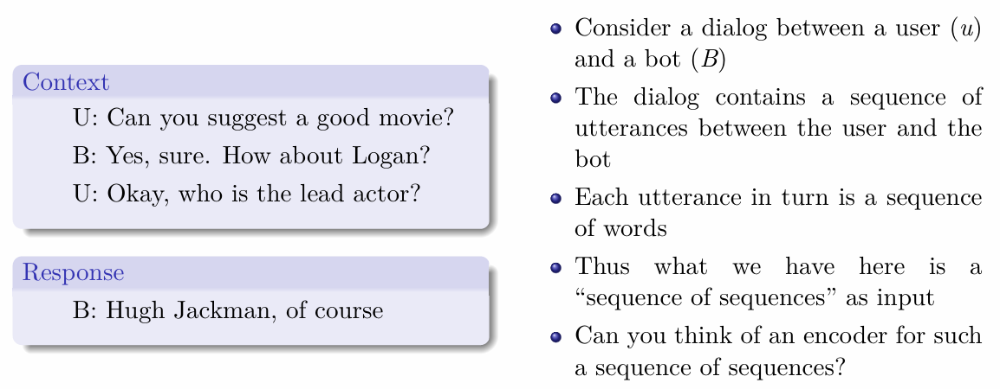 Context
U: Can you suggest a good movie?
B: Yes, sure. How about Logan?
U: Okay, who is the lead actor?
Response
B: Hugh Jackman, of course
Consider a dialog between a user (u)
and a bot (B)
The dialog contains a sequence of
utterances between the user and the
bot
Each utterance in turn is a sequence
of words
Thus what we have here is a
“sequence of sequences” as input
Can you think of an encoder for such
a sequence of sequences?